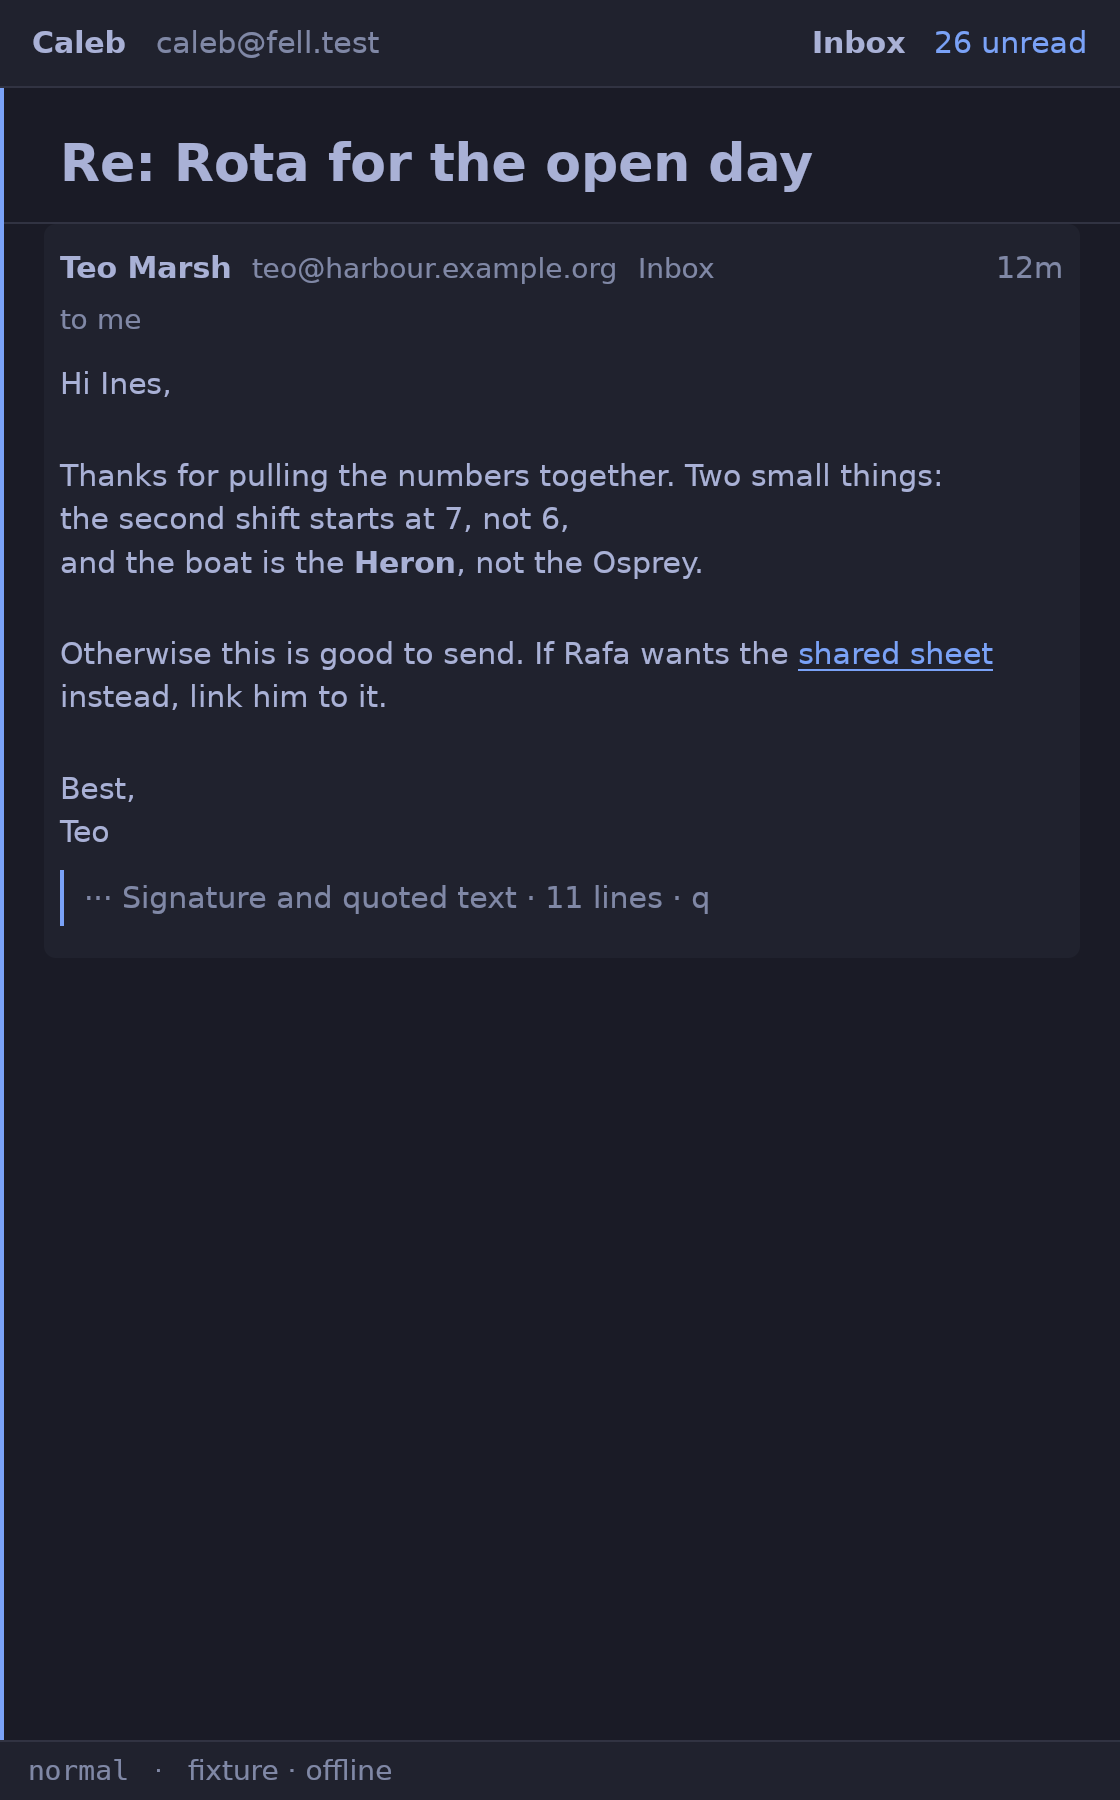 Caleb caleb@fell.test Inbox 26 unread
Re: Rota for the open day
Teo Marsh teo@harbour.example.org Inbox 12m
to me
Hi Ines,
Thanks for pulling the numbers together. Two small things:
the second shift starts at 7, not 6,
and the boat is the Heron, not the Osprey.
Otherwise this is good to send. If Rafa wants the shared sheet
instead, link him to it.
Best,
Teo
··· Signature and quoted text · 11 lines · q
normal · fixture · offline